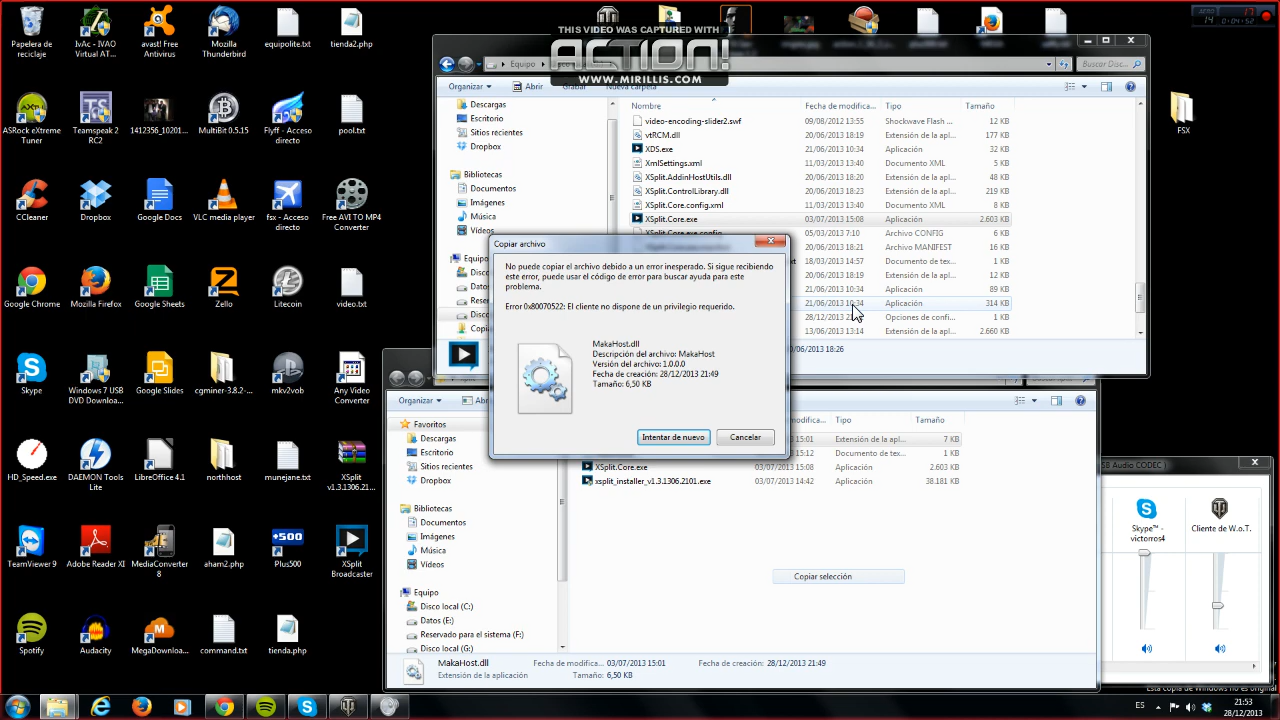 THIS VIDEO WAS CAPTURED WITH
ACTION!
WWW.MIRILLIS.COM
AERO
14
17
0:04:52
Papelera de reciclaje
IvAc - IVAO Virtual AT...
avast! Free Antivirus
Mozilla Thunderbird
equipolite.txt
tienda2.php
ASRock eXtreme Tuner
Teamspeak 2 RC2
1412356_10201...
MultiBit 0.5.15
Flyff - Acceso directo
pool.txt
CCleaner
Dropbox
Google Docs
VLC media player
fsx - Acceso directo
Free AVI TO MP4 Converter
Google Chrome
Mozilla Firefox
Google Sheets
Zello
Litecoin
video.txt
Skype
Windows 7 USB DVD Downloa...
Google Slides
cgminer-3.8.2-...
mkv2vob
Any Video Converter
HD_Speed.exe
DAEMON Tools Lite
LibreOffice 4.1
northhost
munejane.txt
XSplit v1.3.1306.21...
TeamViewer 9
Adobe Reader XI
MediaConverter 8
aham2.php
+500
Plus500
XSplit Broadcaster
Spotify
Audacity
MegaDownloa...
command.txt
tienda.php
FSX
Equipo
Buscar Disc...
Organizar
Abrir
Grabar
Nueva carpeta
Descargas
Escritorio
Sitios recientes
Dropbox
Bibliotecas
Documentos
Imágenes
Música
Vídeos
Equipo
Nombre Fecha de modifica... Tipo Tamaño
video-encoding-slider2.swf 09/08/2012 13:55 Shockwave Flash ... 12 KB
vtRCM.dll 20/06/2013 18:19 Extensión de la apl... 177 KB
XDS.exe 21/06/2013 10:34 Aplicación 32 KB
XmlSettings.xml 11/03/2013 13:40 Documento XML 8 KB
XSplit.AddinHostUtils.dll 20/06/2013 18:20 Extensión de la apl... 48 KB
XSplit.ControlLibrary.dll 20/06/2013 18:21 Extensión de la apl... 219 KB
XSplit.Core.config.xml 11/03/2013 13:40 Documento XML 8 KB
XSplit.Core.exe 03/07/2013 15:08 Aplicación 2.603 KB
XSplit.Core.exe.config 05/03/2013 7:10 Archivo CONFIG 6 KB
20/06/2013 18:21 Archivo MANIFEST 16 KB
18/03/2013 14:57 Documento de tex... 1 KB
20/06/2013 18:19 Extensión de la apl... 12 KB
21/06/2013 10:34 Aplicación 89 KB
21/06/2013 10:34 Aplicación 314 KB
Opciones de confi... 1 KB
13/06/2013 13:14 Extensión de la apl... 2.660 KB
Copiar archivo
No puede copiar el archivo debido a un error inesperado. Si sigue recibiendo
este error, puede usar el código de error para buscar ayuda para este
problema.
Error 0x80070522: El cliente no dispone de un privilegio requerido.
MakaHost.dll
Descripción del archivo: MakaHost
Versión del archivo: 1.0.0.0
Fecha de creación: 28/12/2013 21:49
Tamaño: 6,50 KB
Intentar de nuevo
Cancelar
Organizar
Favoritos
Descargas
Escritorio
Sitios recientes
Dropbox
Bibliotecas
Documentos
Imágenes
Música
Vídeos
Equipo
Disco local (C:)
Datos (E:)
Reservado para el sistema (F:)
Disco local (G:)
Tipo Tamaño
15:01 Extensión de la apl... 7 KB
15:12 Documento de tex... 1 KB
XSplit.Core.exe 03/07/2013 15:08 Aplicación 2.603 KB
xsplit_installer_v1.3.1306.2101.exe 03/07/2013 14:42 Aplicación 38.181 KB
Copiar selección
MakaHost.dll Fecha de modifica... 03/07/2013 15:01 Fecha de creación: 28/12/2013 21:49
Extensión de la aplicación Tamaño: 6,50 KB
SB Audio CODEC )
Skype™ - victorros4
Cliente de W.o.T.
Esta copia de Windows no es original
ES
21:53
28/12/2013